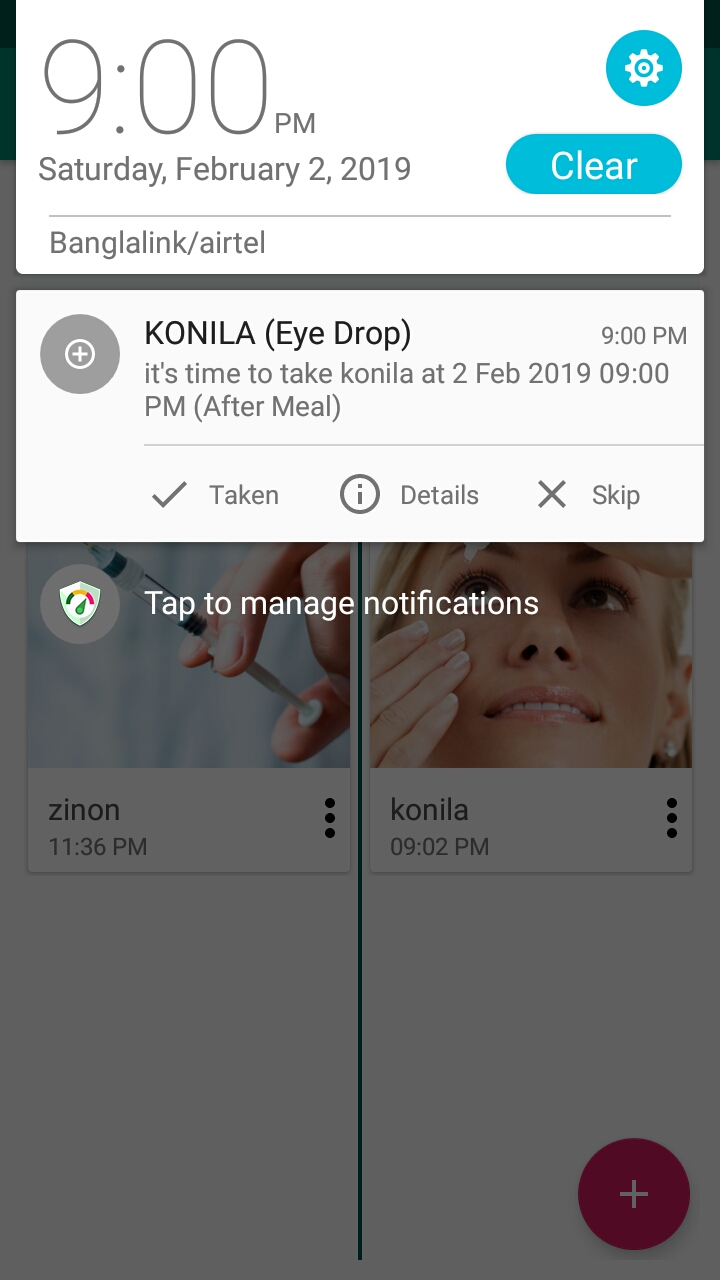 9:00 PM
Saturday, February 2, 2019
Clear
Banglalink/airtel
KONILA (Eye Drop)
9:00 PM
it's time to take konila at 2 Feb 2019 09:00
PM (After Meal)
Taken
Details
Skip
Tap to manage notifications
zinon
11:36 PM
konila
09:02 PM